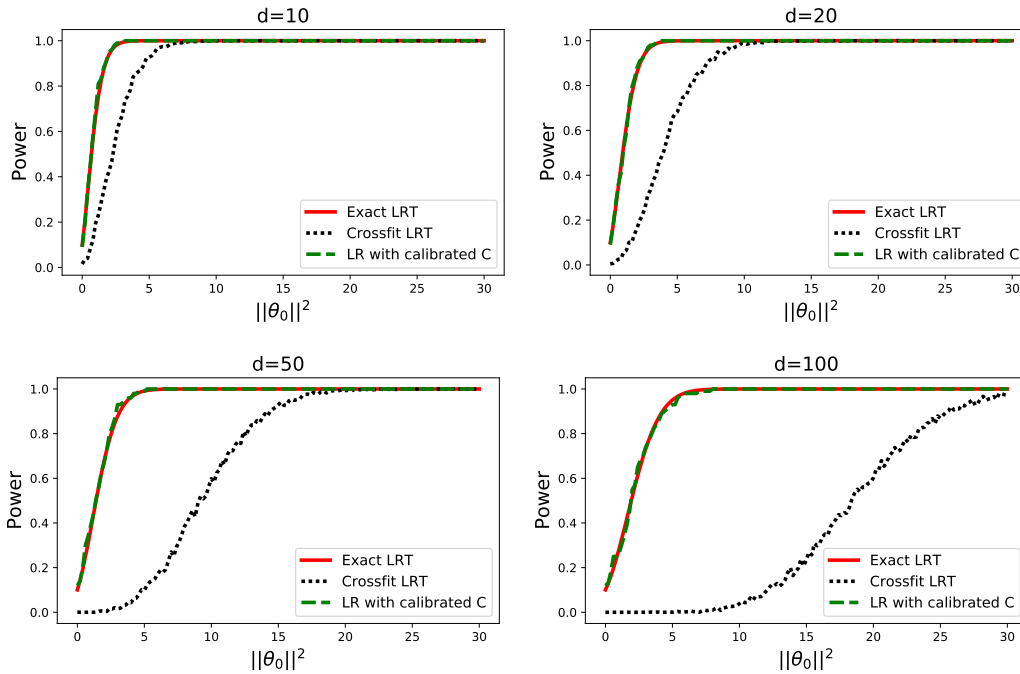 d=10
Power
1.0
0.8
0.6
0.4
0.2
0.0
Exact LRT
Crossfit LRT
LR with calibrated C
0 5 10 15 20 25 30
||θ₀||²
d=20
Power
1.0
0.8
0.6
0.4
0.2
0.0
Exact LRT
Crossfit LRT
LR with calibrated C
0 5 10 15 20 25 30
||θ₀||²
d=50
Power
1.0
0.8
0.6
0.4
0.2
0.0
Exact LRT
Crossfit LRT
LR with calibrated C
0 5 10 15 20 25 30
||θ₀||²
d=100
Power
1.0
0.8
0.6
0.4
0.2
0.0
Exact LRT
Crossfit LRT
LR with calibrated C
0 5 10 15 20 25 30
||θ₀||²